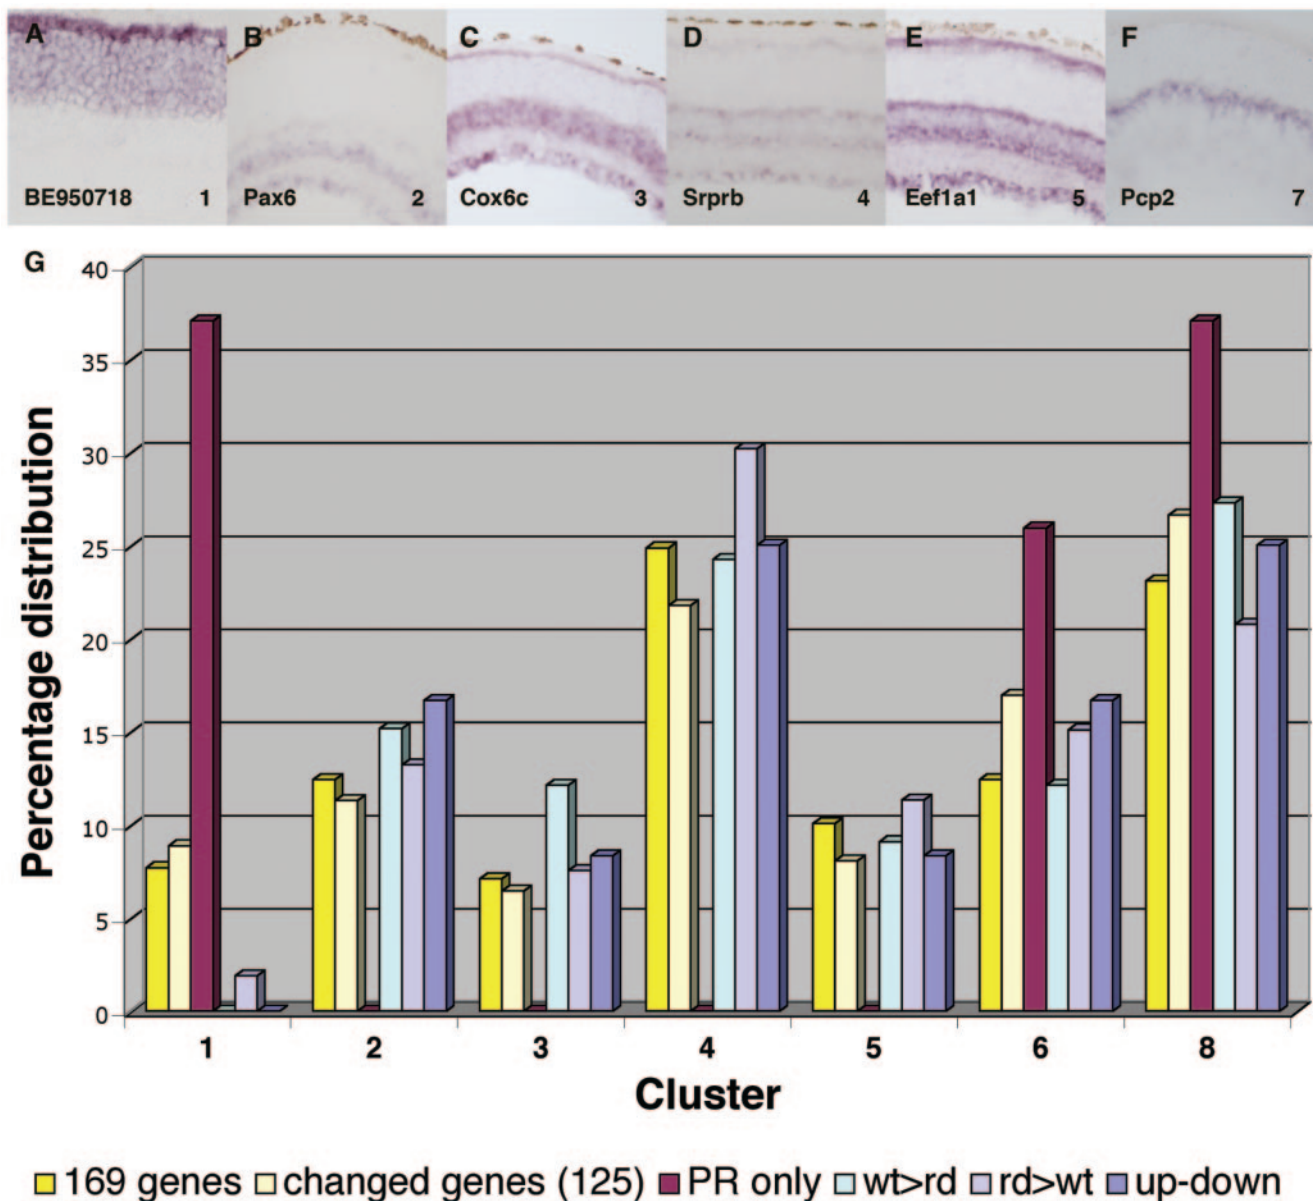 A B C D E F
BE950718 1 Pax6 2 Cox6c 3 Srprb 4 Eef1a1 5 Pcp2 7
G
40
35
30
25
20
15
10
5
0
Percentage distribution
1 2 3 4 5 6 8
Cluster
169 genes changed genes (125) PR only wt>rd rd>wt up-down